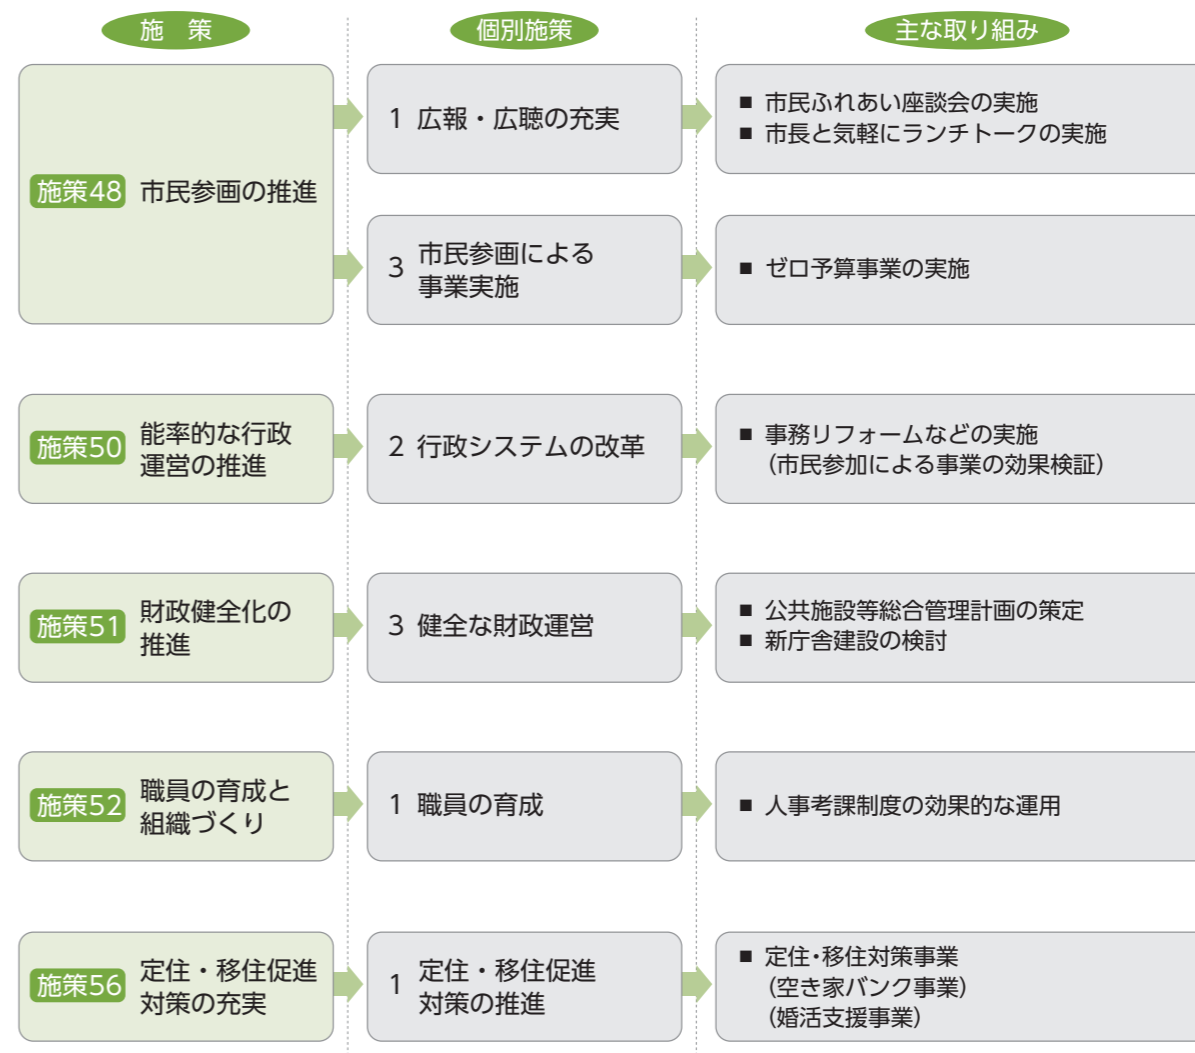 施　策
個別施策
主な取り組み
施策48 市民参画の推進
1 広報・広聴の充実
■ 市民ふれあい座談会の実施
■ 市長と気軽にランチトークの実施
3 市民参画による
事業実施
■ ゼロ予算事業の実施
施策50 能率的な行政
運営の推進
2 行政システムの改革
■ 事務リフォームなどの実施
（市民参加による事業の効果検証）
施策51 財政健全化の
推進
3 健全な財政運営
■ 公共施設等総合管理計画の策定
■ 新庁舎建設の検討
施策52 職員の育成と
組織づくり
1 職員の育成
■ 人事考課制度の効果的な運用
施策56 定住・移住促進
対策の充実
1 定住・移住促進
対策の推進
■ 定住・移住対策事業
（空き家バンク事業）
（婚活支援事業）